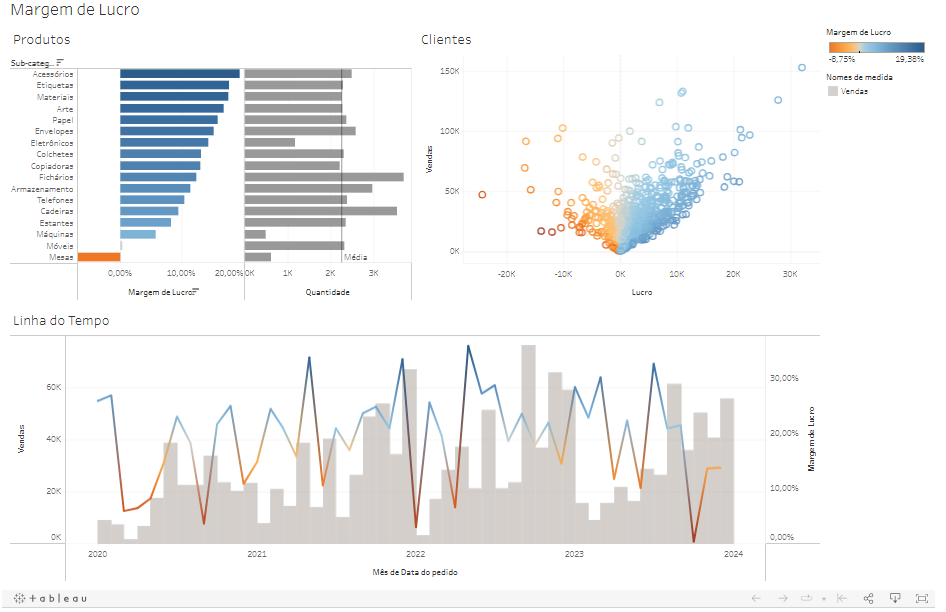 Margem de Lucro
Produtos
Sub-categ..
Acessórios
Etiquetas
Materiais
Arte
Papel
Envelopes
Eletrônicos
Colchetes
Copiadoras
Fichários
Armazenamento
Telefones
Cadeiras
Estantes
Máquinas
Móveis
Mesas
Média
0,00% 10,00% 20,00% 0K 1K 2K 3K
Margem de Lucro Quantidade
Clientes
150K
100K
50K
0K
Vendas
-20K -10K 0K 10K 20K 30K
Lucro
Margem de Lucro
-8,75% 19,38%
Nomes de medida
Vendas
Linha do Tempo
60K
40K
20K
0K
Vendas
30,00%
20,00%
10,00%
0,00%
Margem de Lucro
2020 2021 2022 2023 2024
Mês de Data do pedido
+ a b | e a u